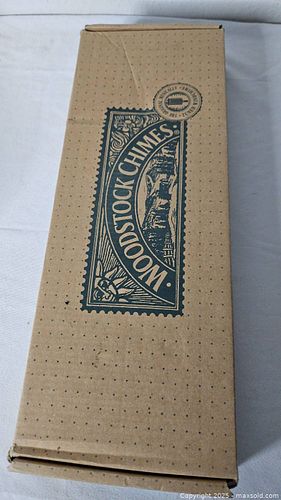 · WOODSTOCK CHIMES ·
Copyright 2025 - maxsold.com